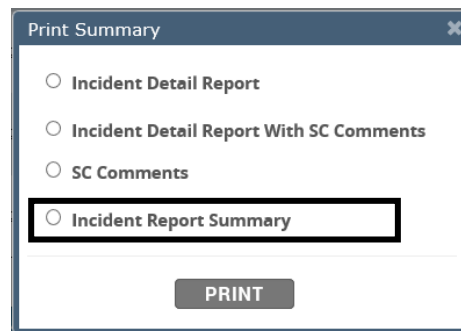 Print Summary
Incident Detail Report
Incident Detail Report With SC Comments
SC Comments
Incident Report Summary
PRINT